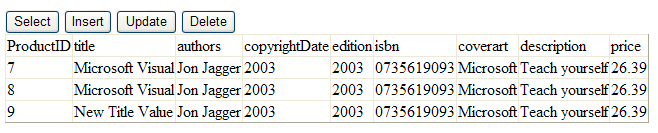 Select Insert Update Delete
ProductID title authors copyrightDate edition isbn coverart description price
7 Microsoft Visual Jon Jagger 2003 2003 0735619093 Microsoft Teach yourself 26.39
8 Microsoft Visual Jon Jagger 2003 2003 0735619093 Microsoft Teach yourself 26.39
9 New Title Value Jon Jagger 2003 2003 0735619093 Microsoft Teach yourself 26.39